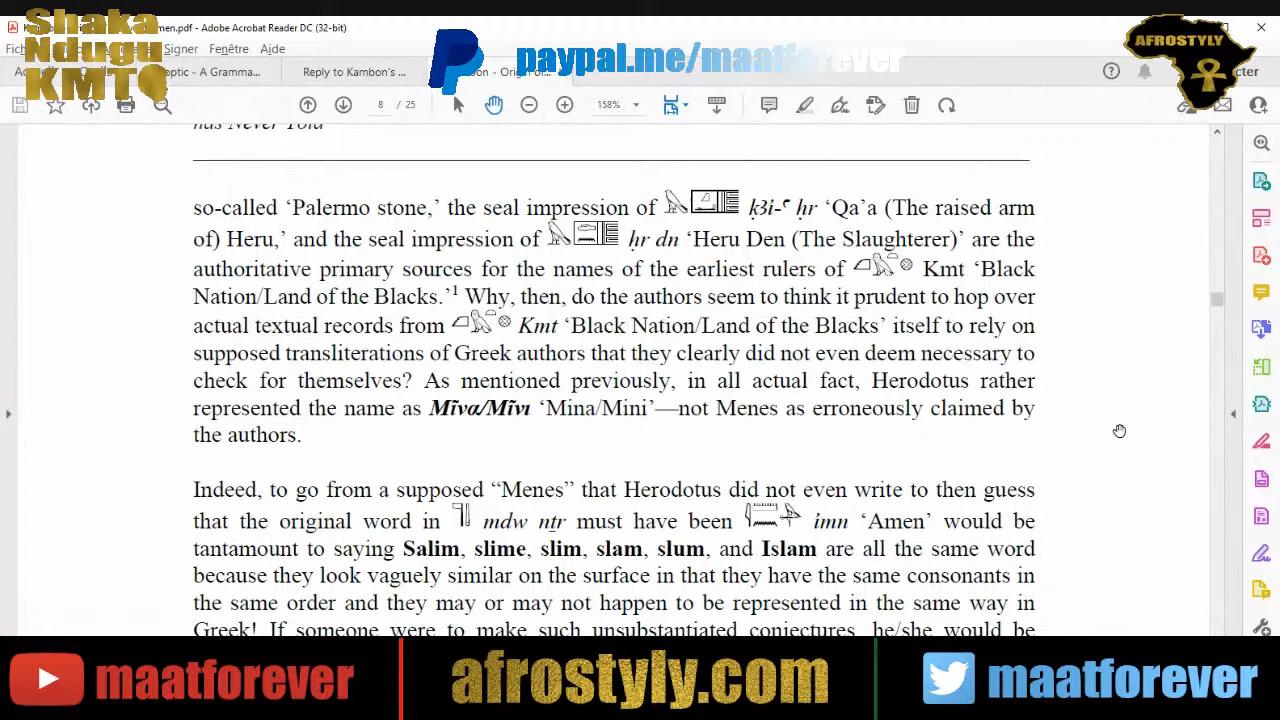 Shaka
Ndugu
KMT
men.pdf - Adobe Acrobat Reader DC (32-bit)
Signer Fenêtre Aide
paypal.me/maatforever
AFROSTYLY
optic - A Gramma...
Reply to Kambon's ...
8 / 25
158%
has Never Told
so-called ‘Palermo stone,’ the seal impression of ḳȝi-ꜥ ḥr ‘Qa’a (The raised arm
of) Heru,’ and the seal impression of ḥr dn ‘Heru Den (The Slaughterer)’ are the
authoritative primary sources for the names of the earliest rulers of Kmt ‘Black
Nation/Land of the Blacks.’¹ Why, then, do the authors seem to think it prudent to hop over
actual textual records from Kmt ‘Black Nation/Land of the Blacks’ itself to rely on
supposed transliterations of Greek authors that they clearly did not even deem necessary to
check for themselves? As mentioned previously, in all actual fact, Herodotus rather
represented the name as Μῖνα/Μῖνι ‘Mina/Mini’—not Menes as erroneously claimed by
the authors.
Indeed, to go from a supposed “Menes” that Herodotus did not even write to then guess
that the original word in mdw nṯr must have been imn ‘Amen’ would be
tantamount to saying Salim, slime, slim, slam, slum, and Islam are all the same word
because they look vaguely similar on the surface in that they have the same consonants in
the same order and they may or may not happen to be represented in the same way in
Greek! If someone were to make such unsubstantiated conjectures, he/she would be
maatforever
afrostyly.com
maatforever